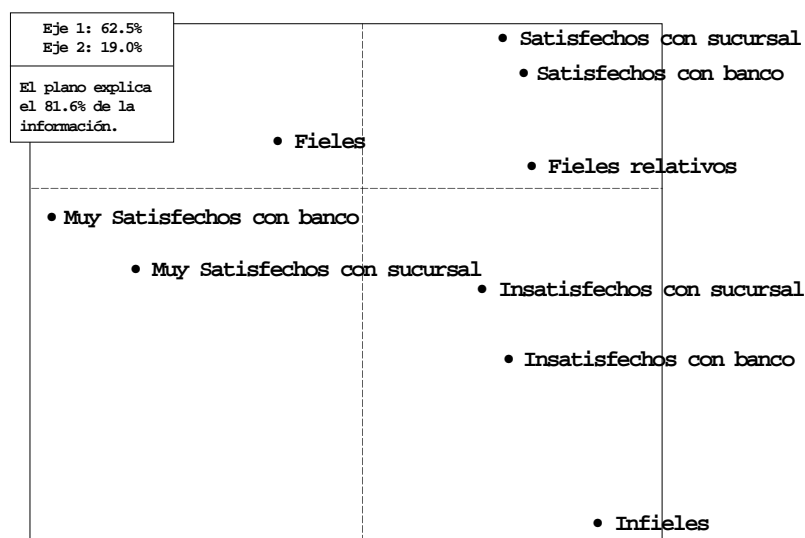 Eje 1: 62.5%
Eje 2: 19.0%
El plano explica
el 81.6% de la
información.
Satisfechos con sucursal
Satisfechos con banco
Fieles
Fieles relativos
Muy Satisfechos con banco
Muy Satisfechos con sucursal
Insatisfechos con sucursal
Insatisfechos con banco
Infieles